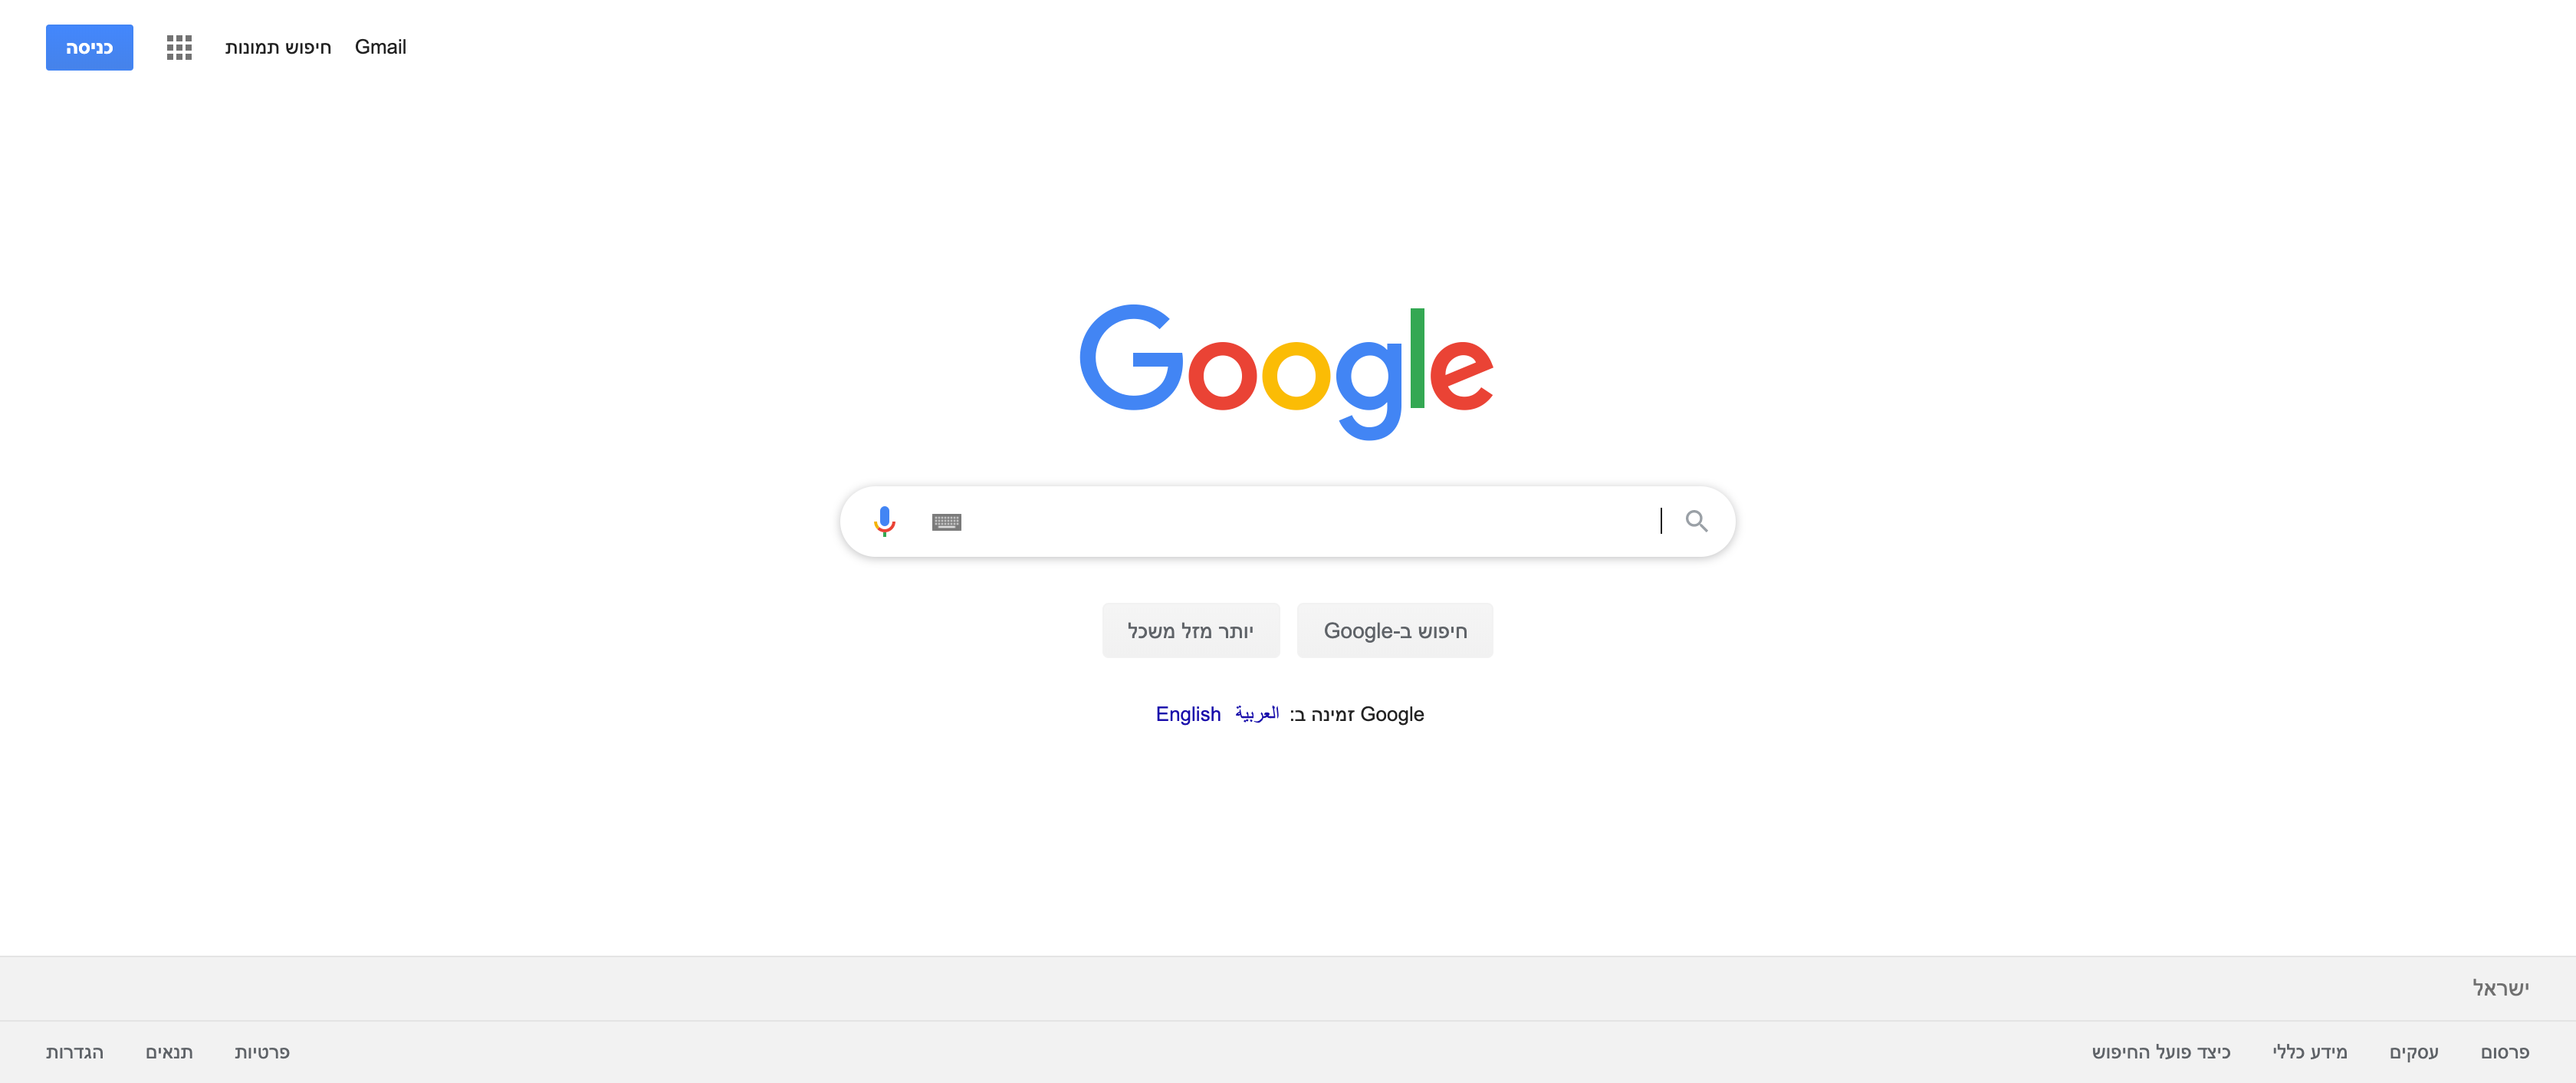 Gmail חיפוש תמונות כניסה
Google
חיפוש ב-Google יותר מזל משכל
Google זמינה ב: العربية English
ישראל
פרסום עסקים מידע כללי כיצד פועל החיפוש פרטיות תנאים הגדרות